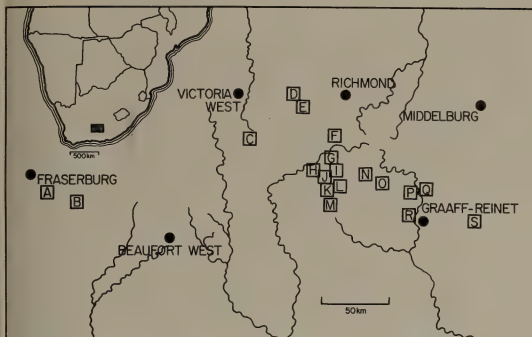 VICTORIA
WEST
RICHMOND
MIDDELBURG
D
E
C
F
500km
FRASERBURG
A
B
G
H
I
J
K
L
M
N
O
P
Q
R
GRAAFF-REINET
S
BEAUFORT WEST
50km